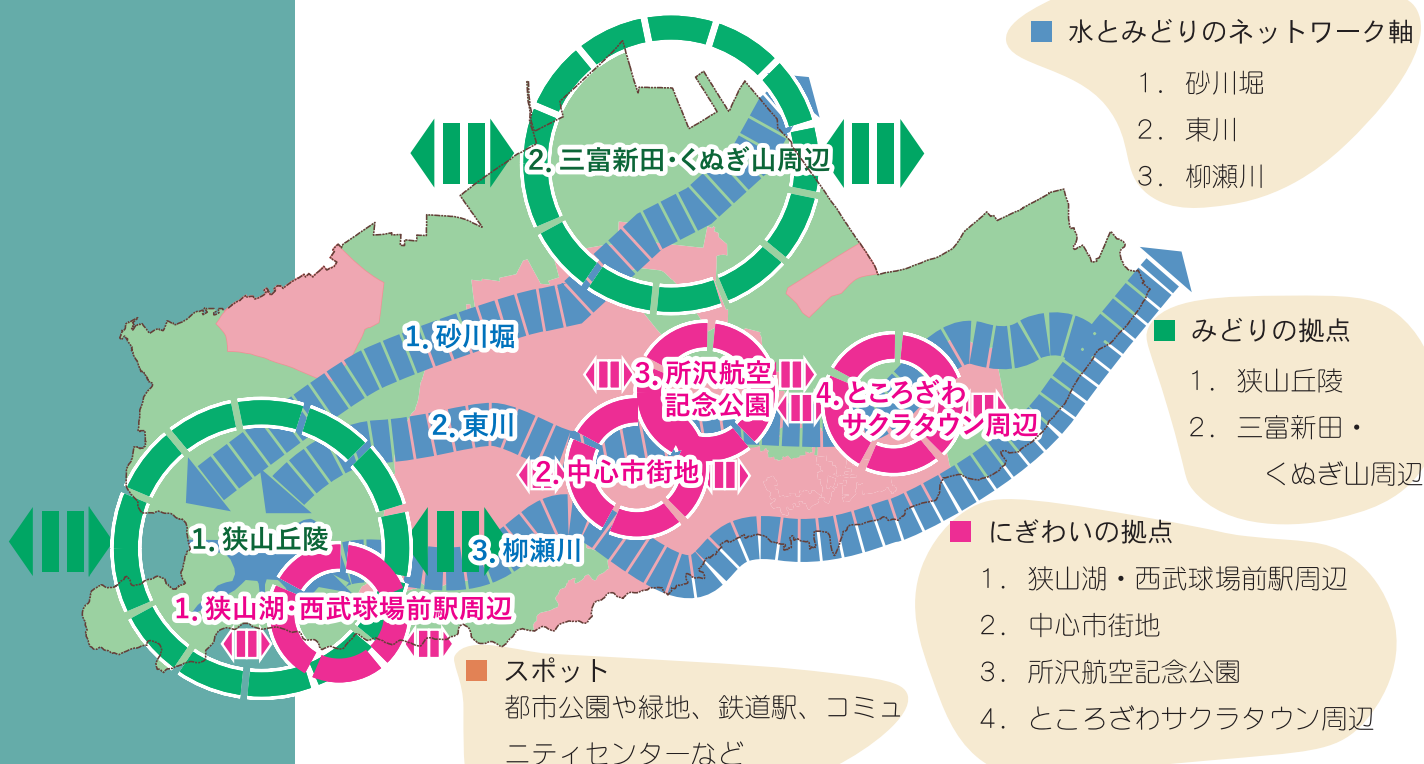 水とみどりのネットワーク軸
1. 砂川堀
2. 東川
3. 柳瀬川
2. 三富新田・くぬぎ山周辺
1. 砂川堀
2. 東川
3. 所沢航空
記念公園
4. ところざわ
サクラタウン周辺
2. 中心市街地
1. 狭山丘陵
3. 柳瀬川
1. 狭山湖・西武球場前駅周辺
みどりの拠点
1. 狭山丘陵
2. 三富新田・
くぬぎ山周辺
にぎわいの拠点
1. 狭山湖・西武球場前駅周辺
2. 中心市街地
3. 所沢航空記念公園
4. ところざわサクラタウン周辺
スポット
都市公園や緑地、鉄道駅、コミュ
ニティセンターなど